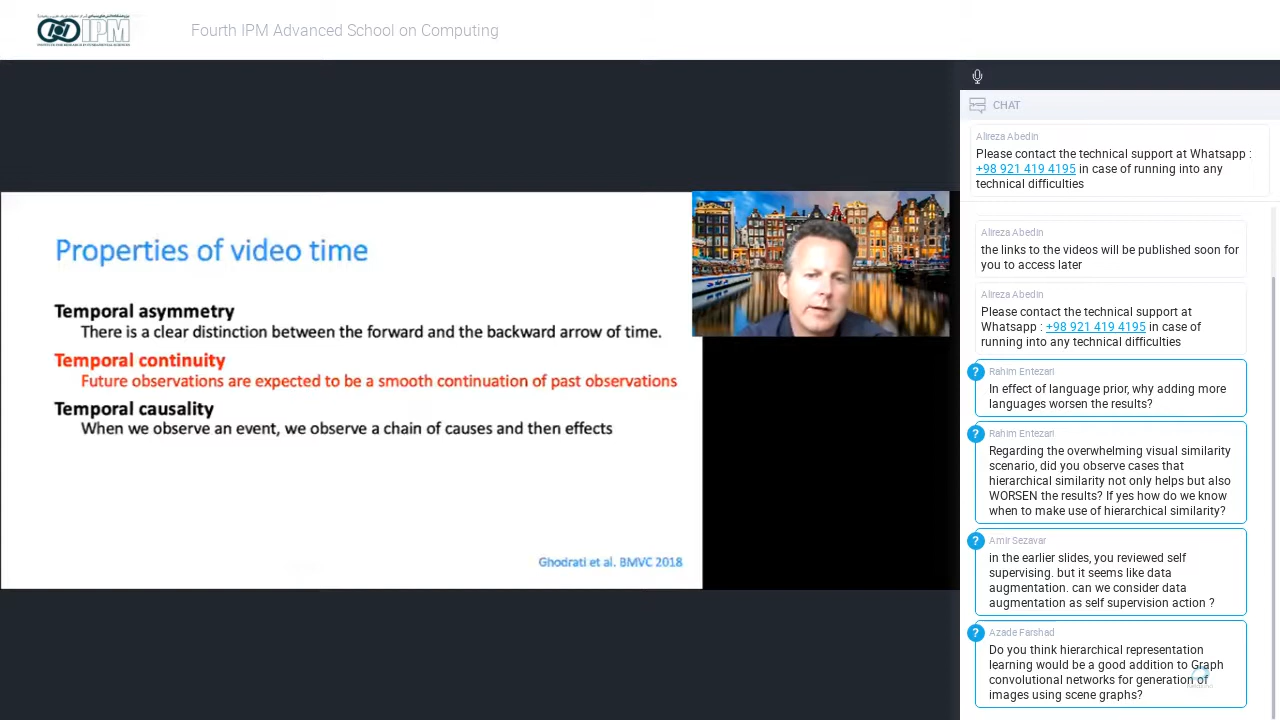 IPM
INSTITUTE FOR RESEARCH IN FUNDAMENTAL SCIENCES
Fourth IPM Advanced School on Computing
Properties of video time
Temporal asymmetry
There is a clear distinction between the forward and the backward arrow of time.
Temporal continuity
Future observations are expected to be a smooth continuation of past observations
Temporal causality
When we observe an event, we observe a chain of causes and then effects
Ghodrati et al. BMVC 2018
CHAT
Alireza Abedin
Please contact the technical support at Whatsapp :
+98 921 419 4195 in case of running into any
technical difficulties
Alireza Abedin
the links to the videos will be published soon for
you to access later
Alireza Abedin
Please contact the technical support at
Whatsapp : +98 921 419 4195 in case of
running into any technical difficulties
?
Rahim Entezari
In effect of language prior, why adding more
languages worsen the results?
?
Rahim Entezari
Regarding the overwhelming visual similarity
scenario, did you observe cases that
hierarchical similarity not only helps but also
WORSEN the results? If yes how do we know
when to make use of hierarchical similarity?
?
Amir Sezavar
in the earlier slides, you reviewed self
supervising. but it seems like data
augmentation. can we consider data
augmentation as self supervision action ?
?
Azade Farshad
Do you think hierarchical representation
learning would be a good addition to Graph
convolutional networks for generation of
images using scene graphs?